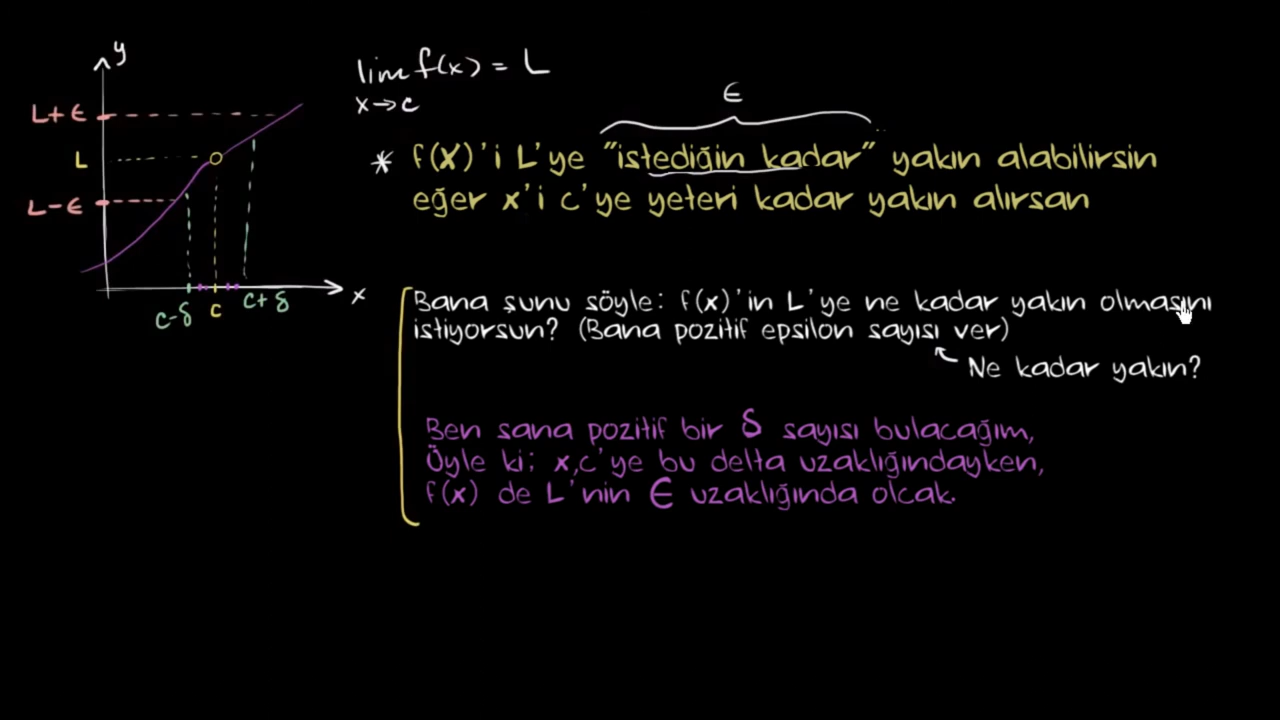 y
L+ϵ
L
L-ϵ
c-δ
c
c+δ
x
lim f(x) = L
x→c
ϵ
* f(x)'i L'ye "istediğin kadar" yakın alabilirsin
eğer x'i c'ye yeteri kadar yakın alırsan
Bana şunu söyle: f(x)'in L'ye ne kadar yakın olmasını
istiyorsun? (Bana pozitif epsilon sayısı ver)
Ne kadar yakın?
Ben sana pozitif bir δ sayısı bulacağım,
Öyle ki; x,c'ye bu delta uzaklığındayken,
f(x) de L'nin ϵ uzaklığında olcak.